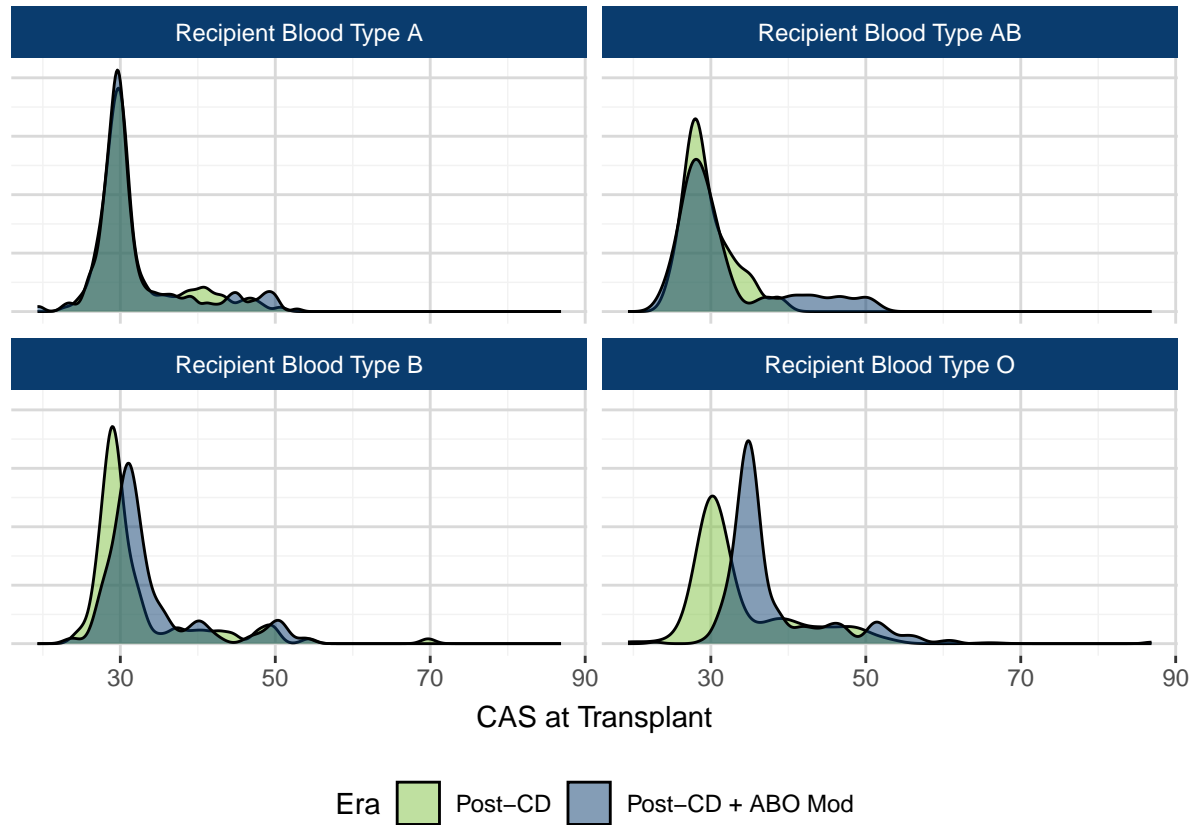 Recipient Blood Type A
Recipient Blood Type AB
Recipient Blood Type B
Recipient Blood Type O
30 50 70 90 30 50 70 90
CAS at Transplant
Era Post−CD Post−CD + ABO Mod